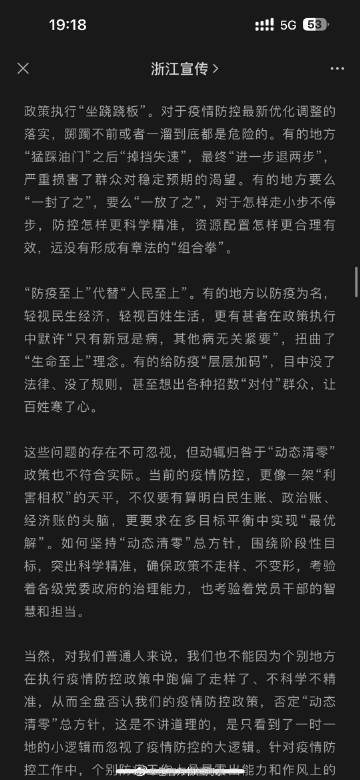 19:18
5G
53
浙江宣传
政策执行“坐跷跷板”。对于疫情防控最新优化调整的
落实，踯躅不前或者一溜到底都是危险的。有的地方
“猛踩油门”之后“掉挡失速”，最终“进一步退两步”，
严重损害了群众对稳定预期的渴望。有的地方要么
“一封了之”，要么“一放了之”，对于怎样走小步不停
步，防控怎样更科学精准，资源配置怎样更合理有
效，远没有形成有章法的“组合拳”。
“防疫至上”代替“人民至上”。有的地方以防疫为名，
轻视民生经济，轻视百姓生活，更有甚者在政策执行
中默许“只有新冠是病，其他病无关紧要”，扭曲了
“生命至上”理念。有的给防疫“层层加码”，目中没了
法律、没了规则，甚至想出各种招数“对付”群众，让
百姓寒了心。
这些问题的存在不可忽视，但动辄归咎于“动态清零”
政策也不符合实际。当前的疫情防控，更像一架“利
害相权”的天平，不仅要有算明白民生账、政治账、
经济账的头脑，更要求在多目标平衡中实现“最优
解”。如何坚持“动态清零”总方针，围绕阶段性目
标，突出科学精准，确保政策不走样、不变形，考验
着各级党委政府的治理能力，也考验着党员干部的智
慧和担当。
当然，对我们普通人来说，我们也不能因为个别地方
在执行疫情防控政策中跑偏了走样了、不科学不精
准，从而全盘否认我们的疫情防控政策，否定“动态
清零”总方针，这是不讲道理的，是只看到了一时一
地的小逻辑而忽视了疫情防控的大逻辑。针对疫情防
控工作中，个别防疫工作人员暴露出能力和作风上的